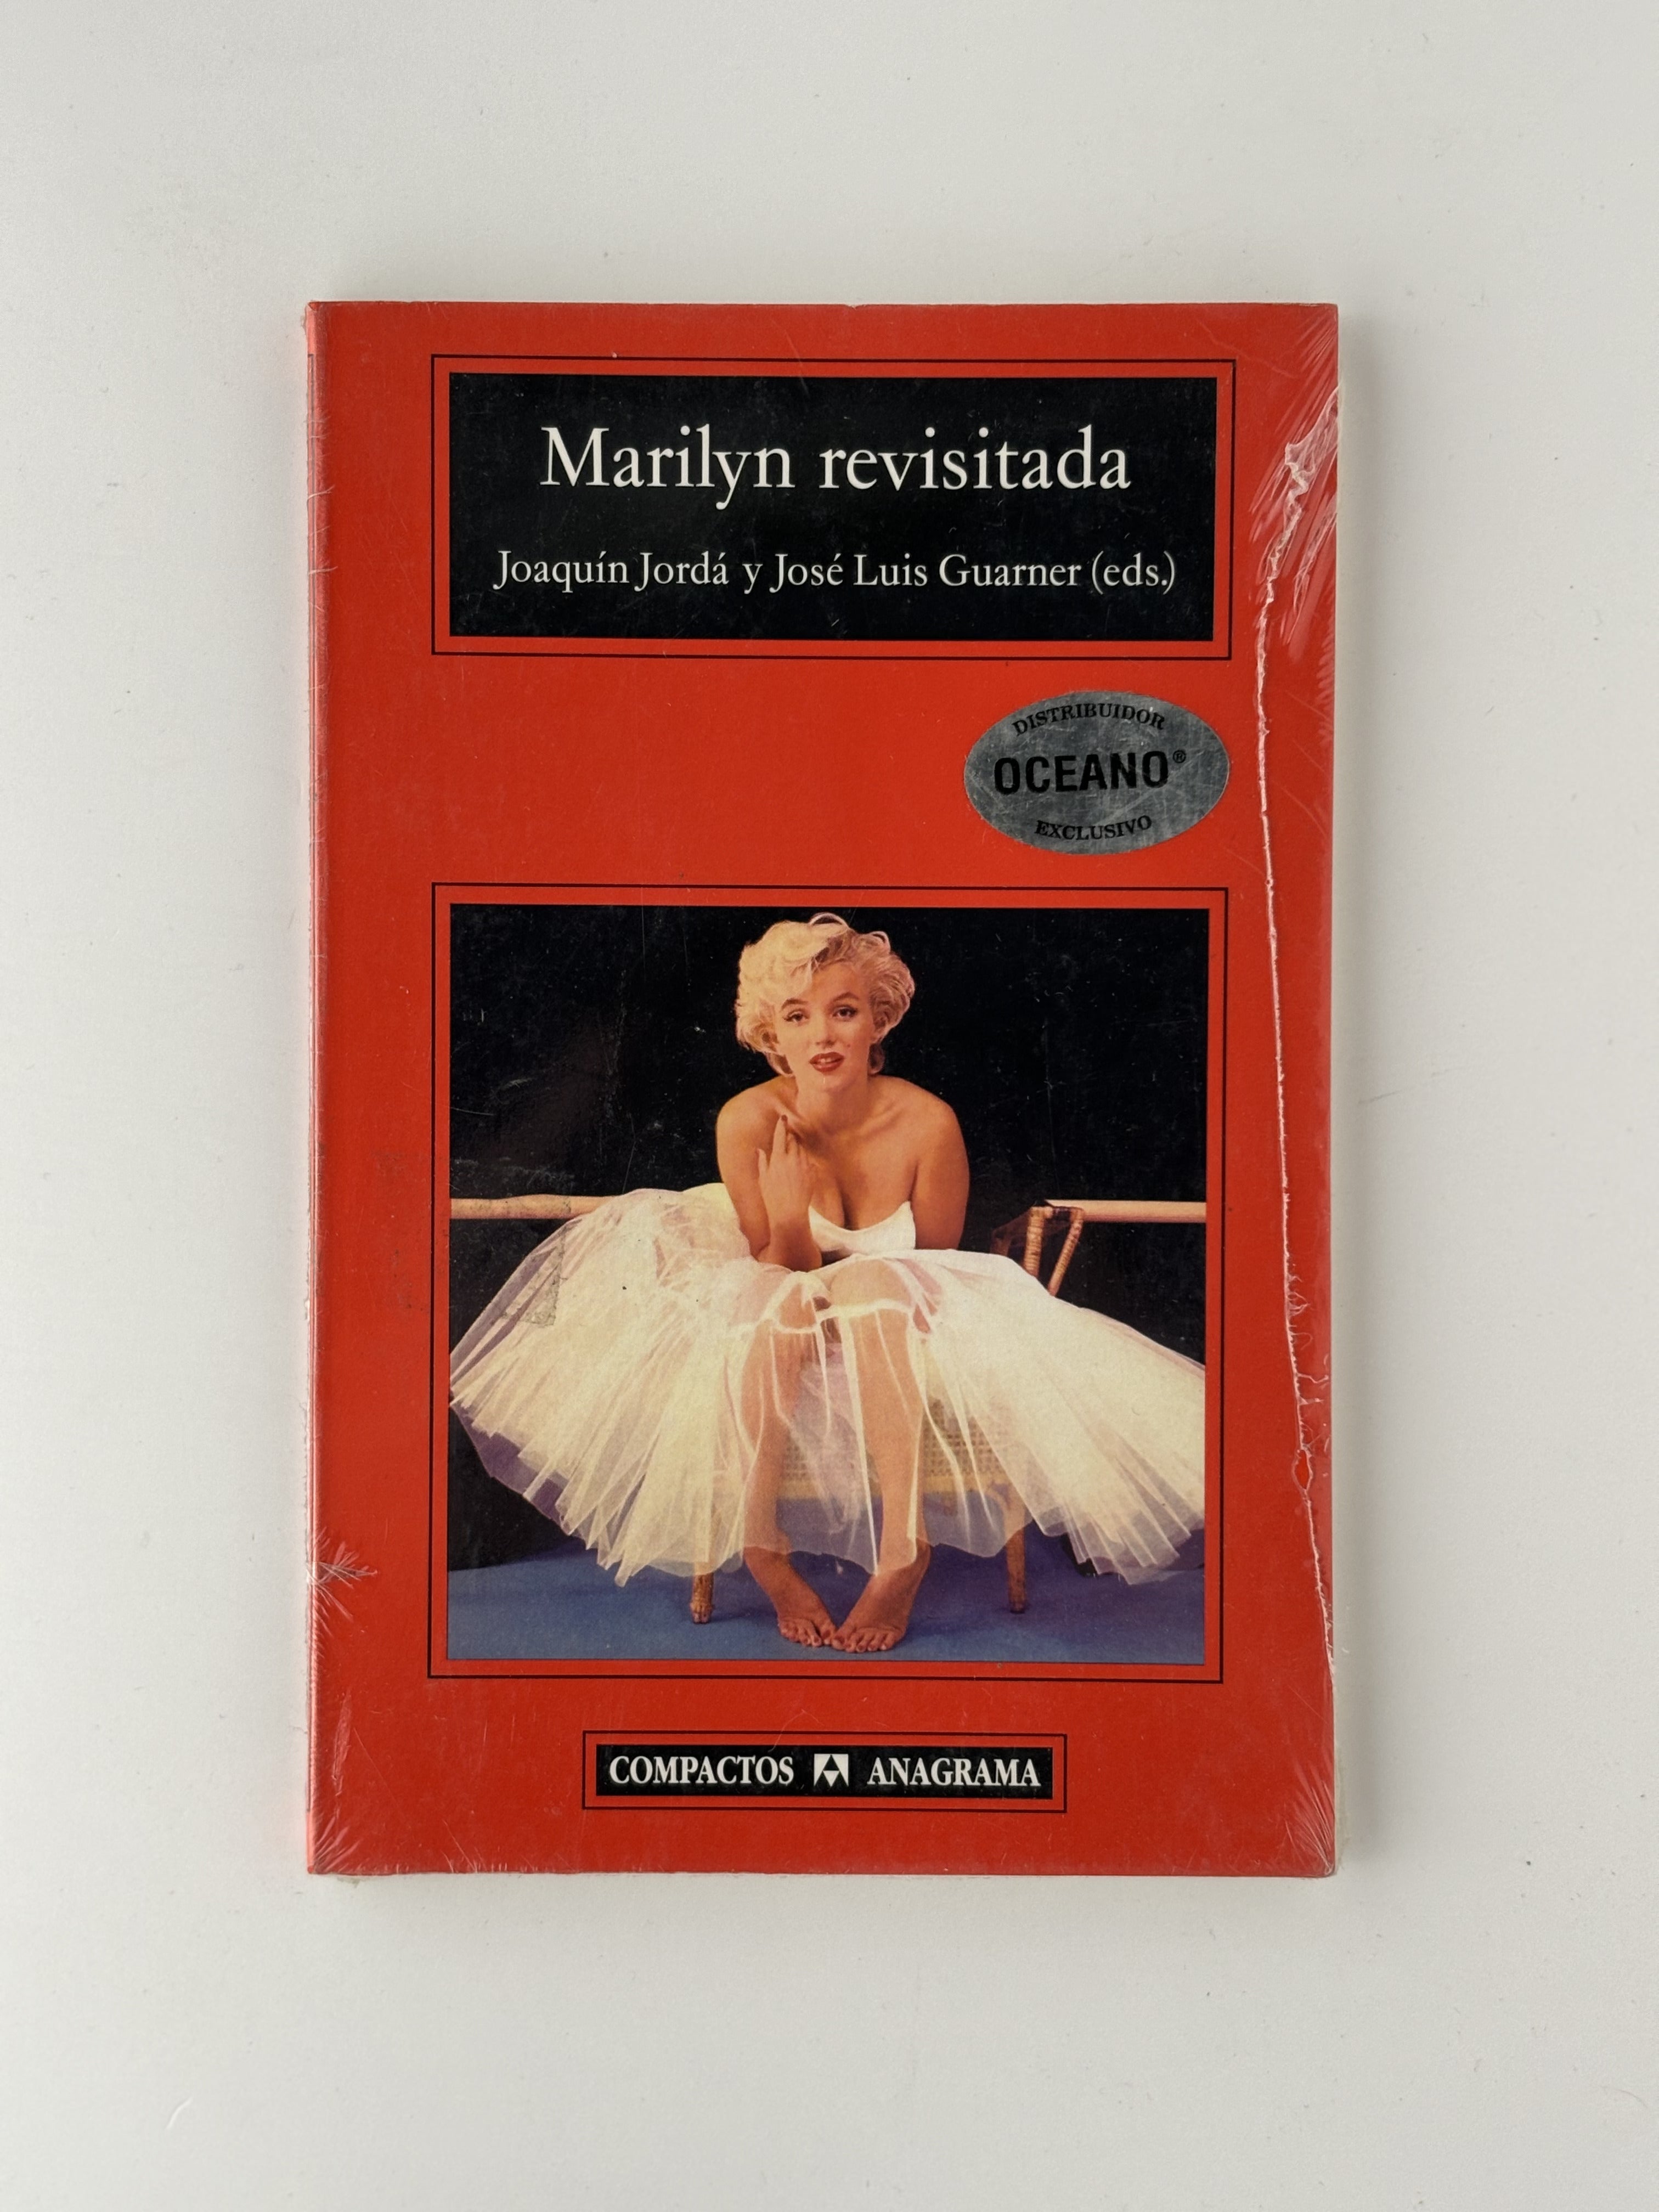 Marilyn revisitada
Joaquín Jordá y José Luis Guarner (eds.)
DISTRIBUIDOR
OCEANO®
EXCLUSIVO
COMPACTOS ANAGRAMA